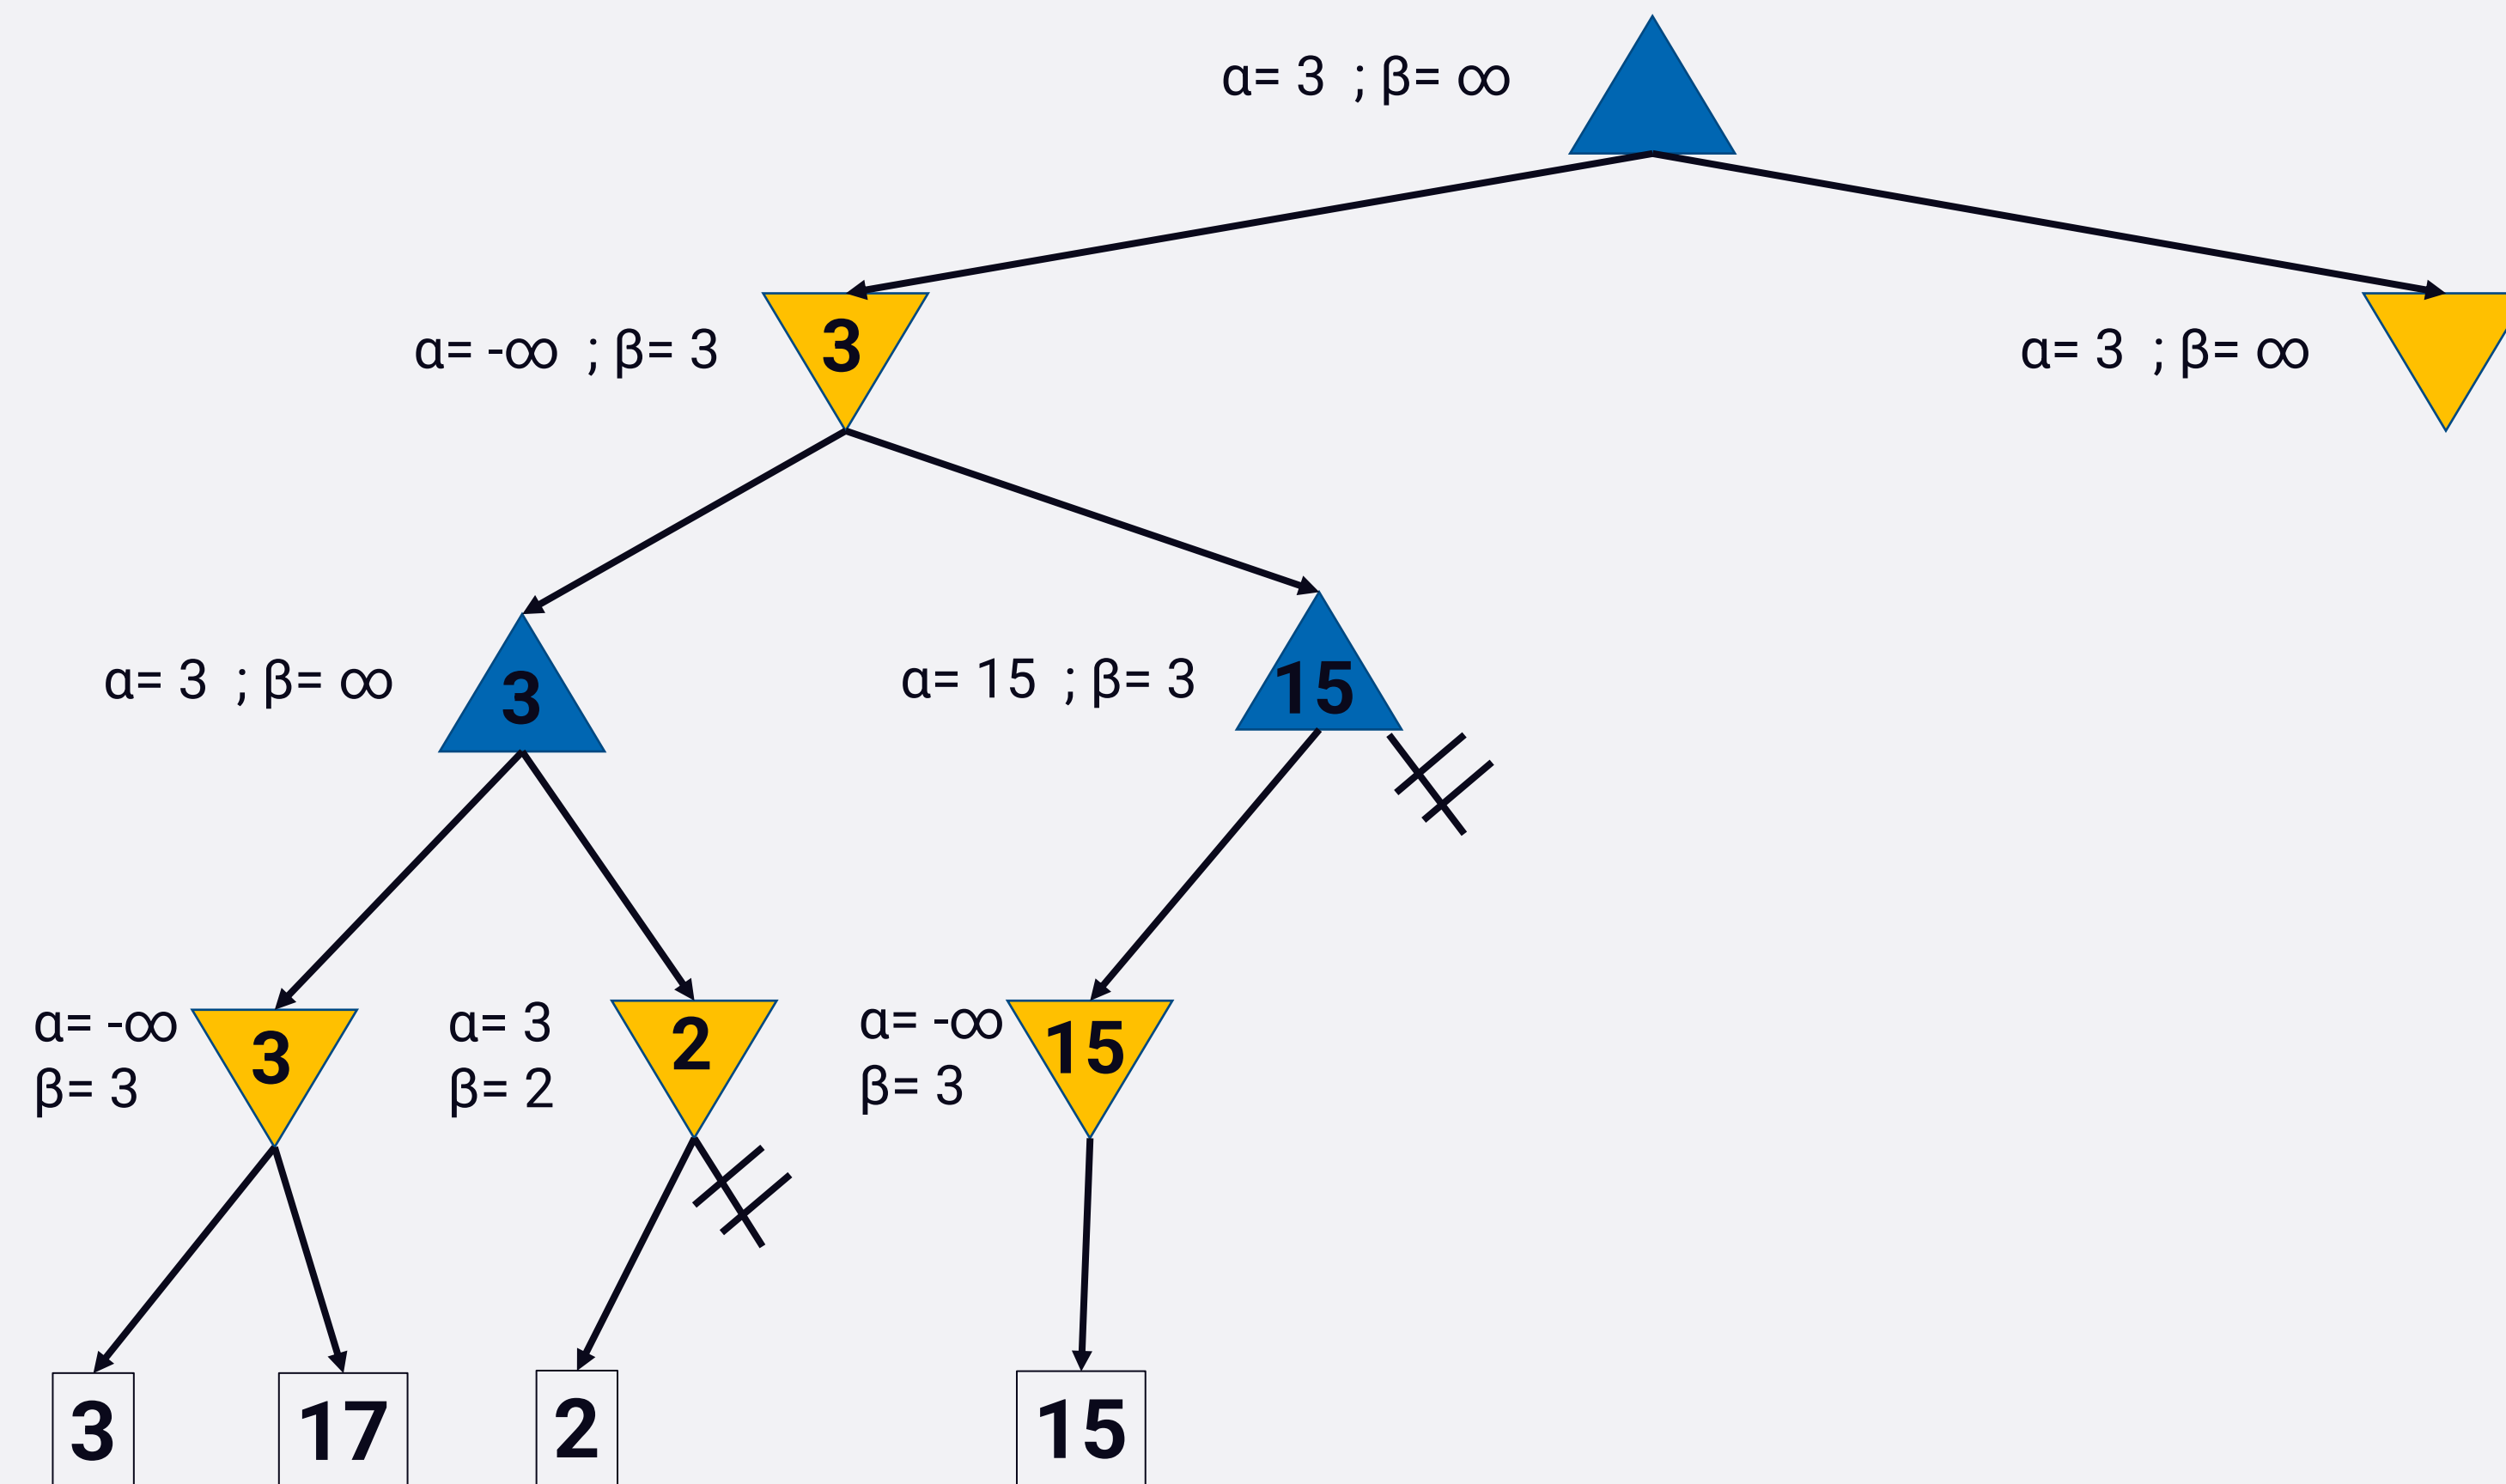 α= 3 ; β= ∞
α= -∞ ; β= 3
3
α= 3 ; β= ∞
α= 3 ; β= ∞
3
α= 15 ; β= 3
15
α= -∞
β= 3
3
α= 3
β= 2
2
α= -∞
β= 3
15
3
17
2
15